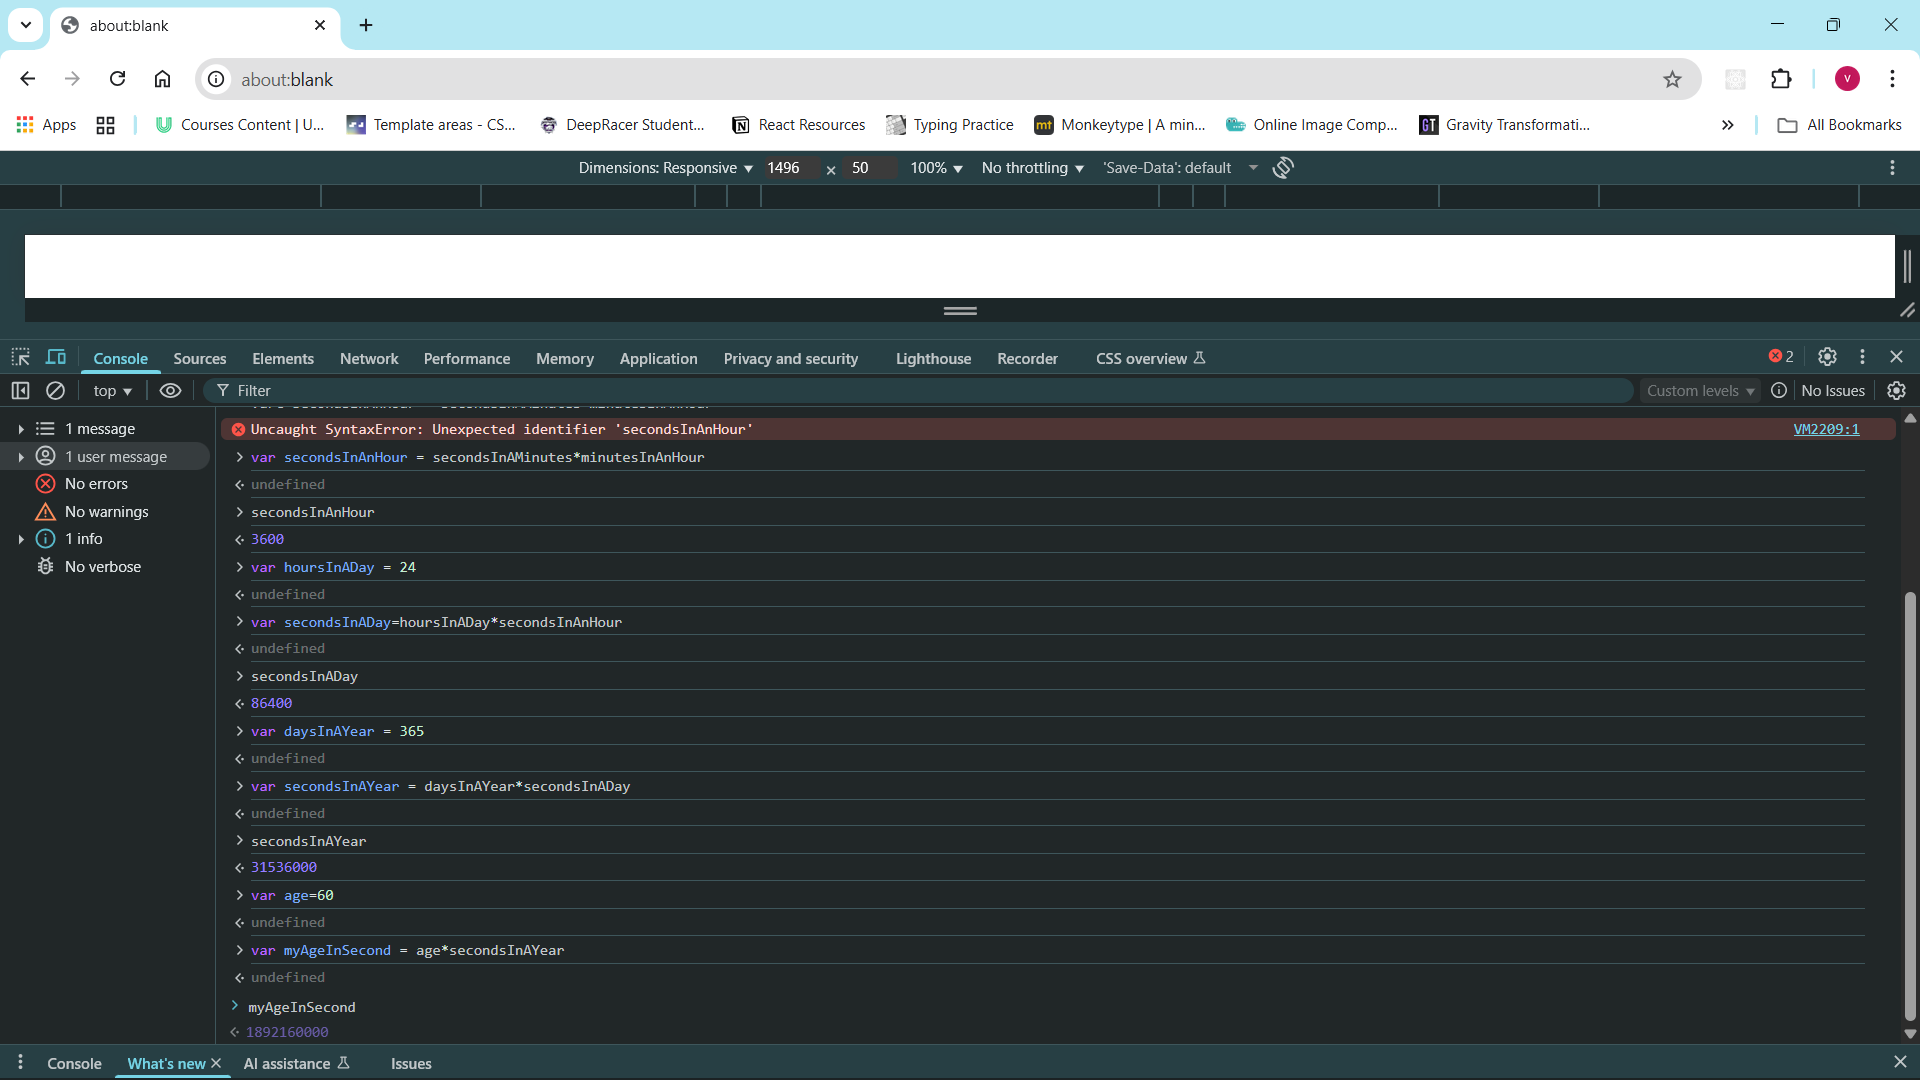 about:blank
about:blank
V
Apps
Courses Content | U...
Template areas - CS...
DeepRacer Student...
React Resources
Typing Practice
mt Monkeytype | A min...
Online Image Comp...
GT Gravity Transformati...
All Bookmarks
Dimensions: Responsive 1496 x 50 100% No throttling 'Save-Data': default
Console Sources Elements Network Performance Memory Application Privacy and security Lighthouse Recorder CSS overview 2
top Filter Custom levels No Issues
1 message
1 user message
No errors
No warnings
1 info
No verbose
Uncaught SyntaxError: Unexpected identifier 'secondsInAnHour' VM2209:1
> var secondsInAnHour = secondsInAMinutes*minutesInAnHour
undefined
> secondsInAnHour
3600
> var hoursInADay = 24
undefined
> var secondsInADay=hoursInADay*secondsInAnHour
undefined
> secondsInADay
86400
> var daysInAYear = 365
undefined
> var secondsInAYear = daysInAYear*secondsInADay
undefined
> secondsInAYear
31536000
> var age=60
undefined
> var myAgeInSecond = age*secondsInAYear
undefined
> myAgeInSecond
1892160000
Console What's new AI assistance Issues